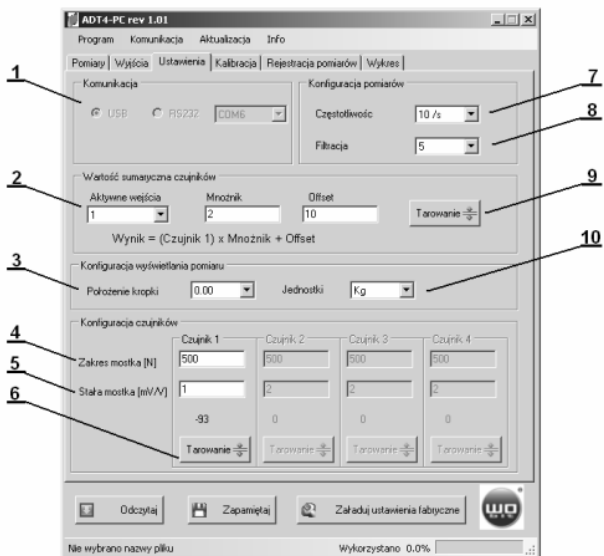 ADT4-PC rev 1.01
Program Komunikacja Aktualizacja Info
Pomiary Wyjścia Ustawienia Kalibracja Rejestracja pomiarów Wykres
1
Komunikacja
USB RS232 COM6
Konfiguracja pomiarów
Częstotliwość 10 /s
7
Filtracja 5
8
2
Wartość sumaryczna czujników
Aktywne wejścia Mnożnik Offset
1 2 10 Tarowanie
9
Wynik = (Czujnik 1) x Mnożnik + Offset
3
Konfiguracja wyświetlania pomiaru
Położenie kropki 0.00 Jednostki Kg
10
Konfiguracja czujników
Czujnik 1 Czujnik 2 Czujnik 3 Czujnik 4
4
Zakres mostka [N] 500 500 500 500
5
Stała mostka [mV/V] 1 2 2 2
6
-93 0 0 0
Tarowanie Tarowanie Tarowanie Tarowanie
Odczytaj Zapamiętaj Załaduj ustawienia fabryczne
WO
BIT
Nie wybrano nazwy pliku Wykorzystano 0.0%